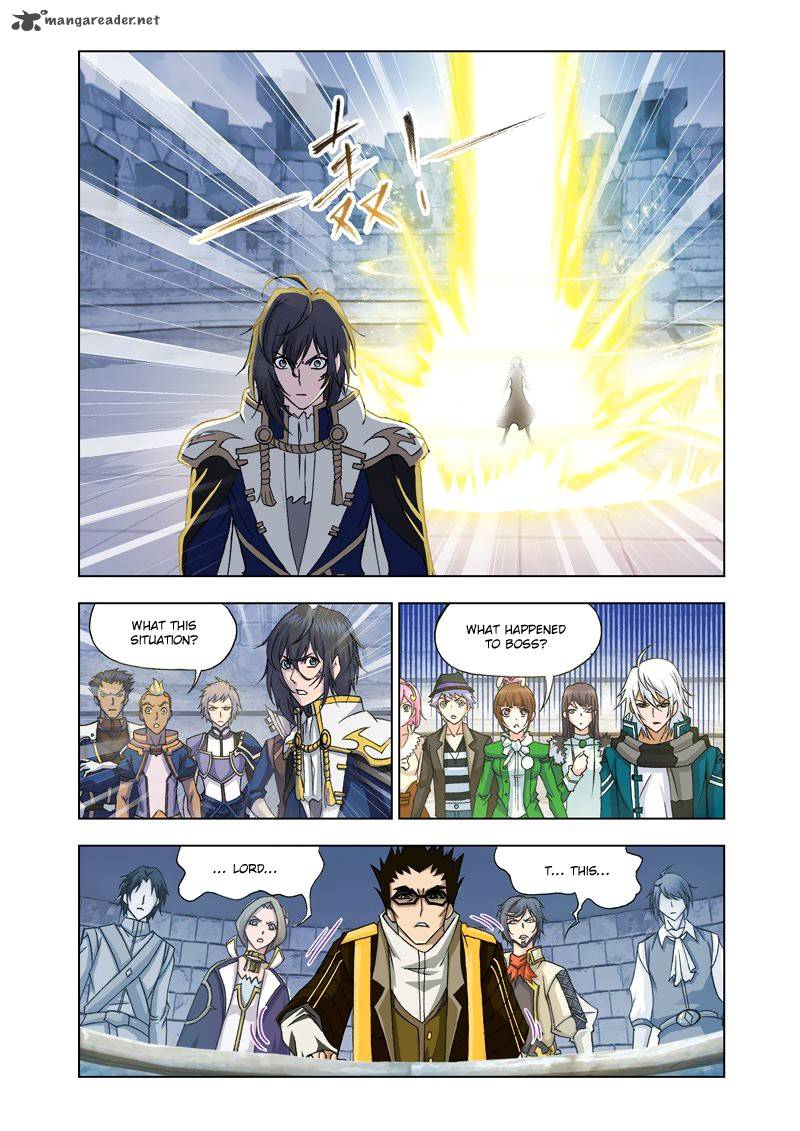 mangareader.net
轰!
WHAT THIS
SITUATION?
WHAT HAPPENED
TO BOSS?
... LORD...
T... THIS...